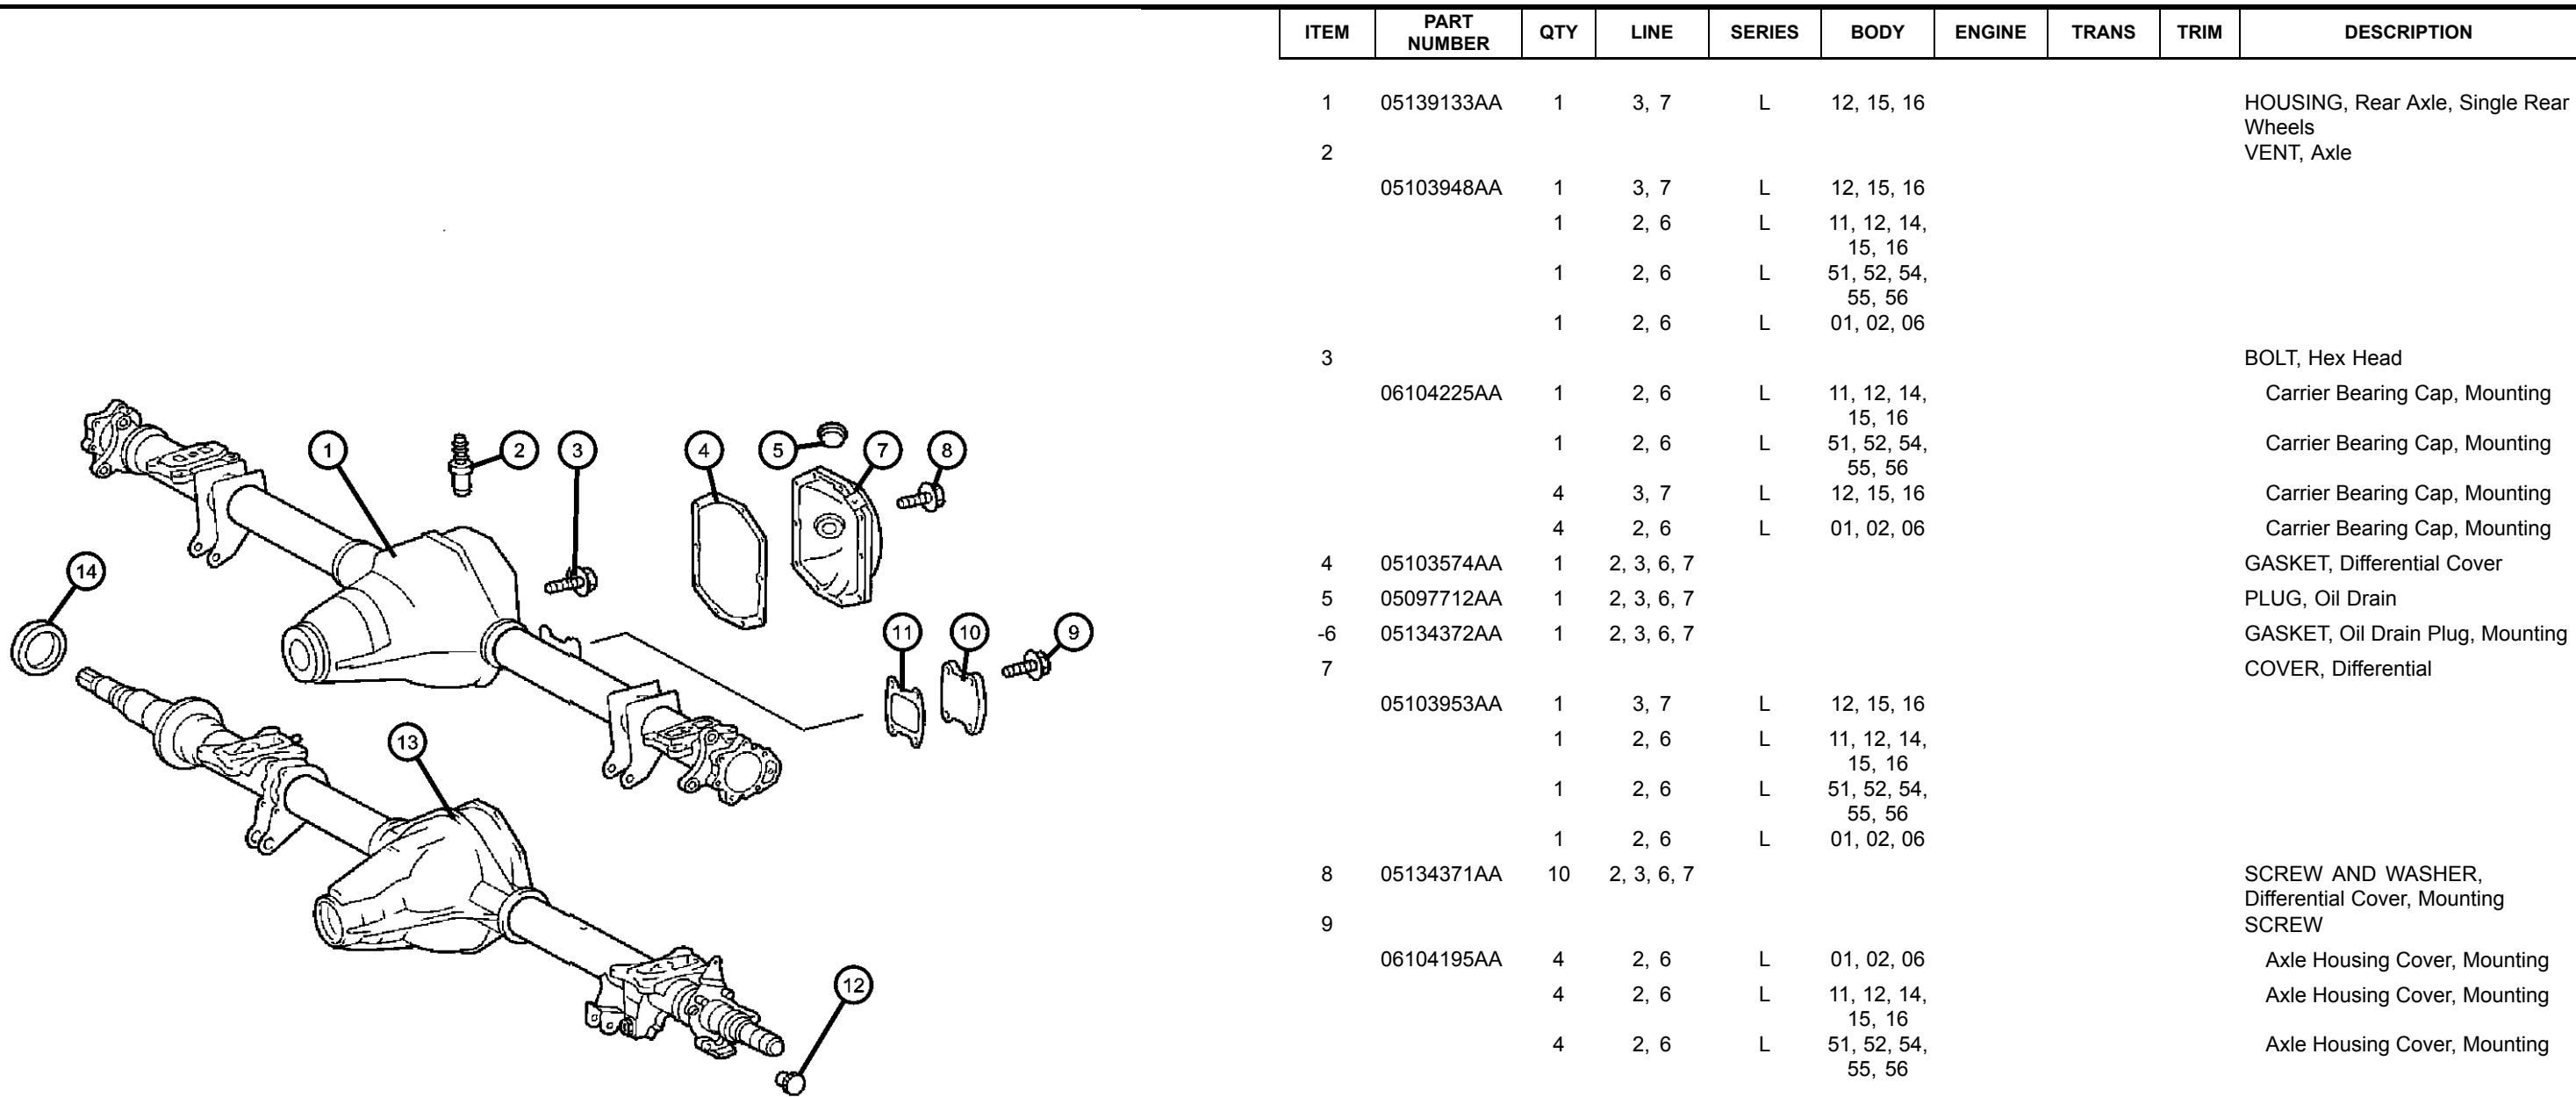 ITEM PART NUMBER QTY LINE SERIES BODY ENGINE TRANS TRIM DESCRIPTION
1 05139133AA 1 3, 7 L 12, 15, 16 HOUSING, Rear Axle, Single Rear
Wheels
2 VENT, Axle
05103948AA 1 3, 7 L 12, 15, 16
1 2, 6 L 11, 12, 14,
15, 16
1 2, 6 L 51, 52, 54,
55, 56
1 2, 6 L 01, 02, 06
3 BOLT, Hex Head
06104225AA 1 2, 6 L 11, 12, 14, Carrier Bearing Cap, Mounting
15, 16
1 2, 6 L 51, 52, 54, Carrier Bearing Cap, Mounting
55, 56
4 3, 7 L 12, 15, 16 Carrier Bearing Cap, Mounting
4 2, 6 L 01, 02, 06 Carrier Bearing Cap, Mounting
4 05103574AA 1 2, 3, 6, 7 GASKET, Differential Cover
5 05097712AA 1 2, 3, 6, 7 PLUG, Oil Drain
-6 05134372AA 1 2, 3, 6, 7 GASKET, Oil Drain Plug, Mounting
7 COVER, Differential
05103953AA 1 3, 7 L 12, 15, 16
1 2, 6 L 11, 12, 14,
15, 16
1 2, 6 L 51, 52, 54,
55, 56
1 2, 6 L 01, 02, 06
8 05134371AA 10 2, 3, 6, 7 SCREW AND WASHER,
Differential Cover, Mounting
9 SCREW
06104195AA 4 2, 6 L 01, 02, 06 Axle Housing Cover, Mounting
4 2, 6 L 11, 12, 14, Axle Housing Cover, Mounting
15, 16
4 2, 6 L 51, 52, 54, Axle Housing Cover, Mounting
55, 56
1 2 3 4 5 7 8
14
11 10 9
13
12